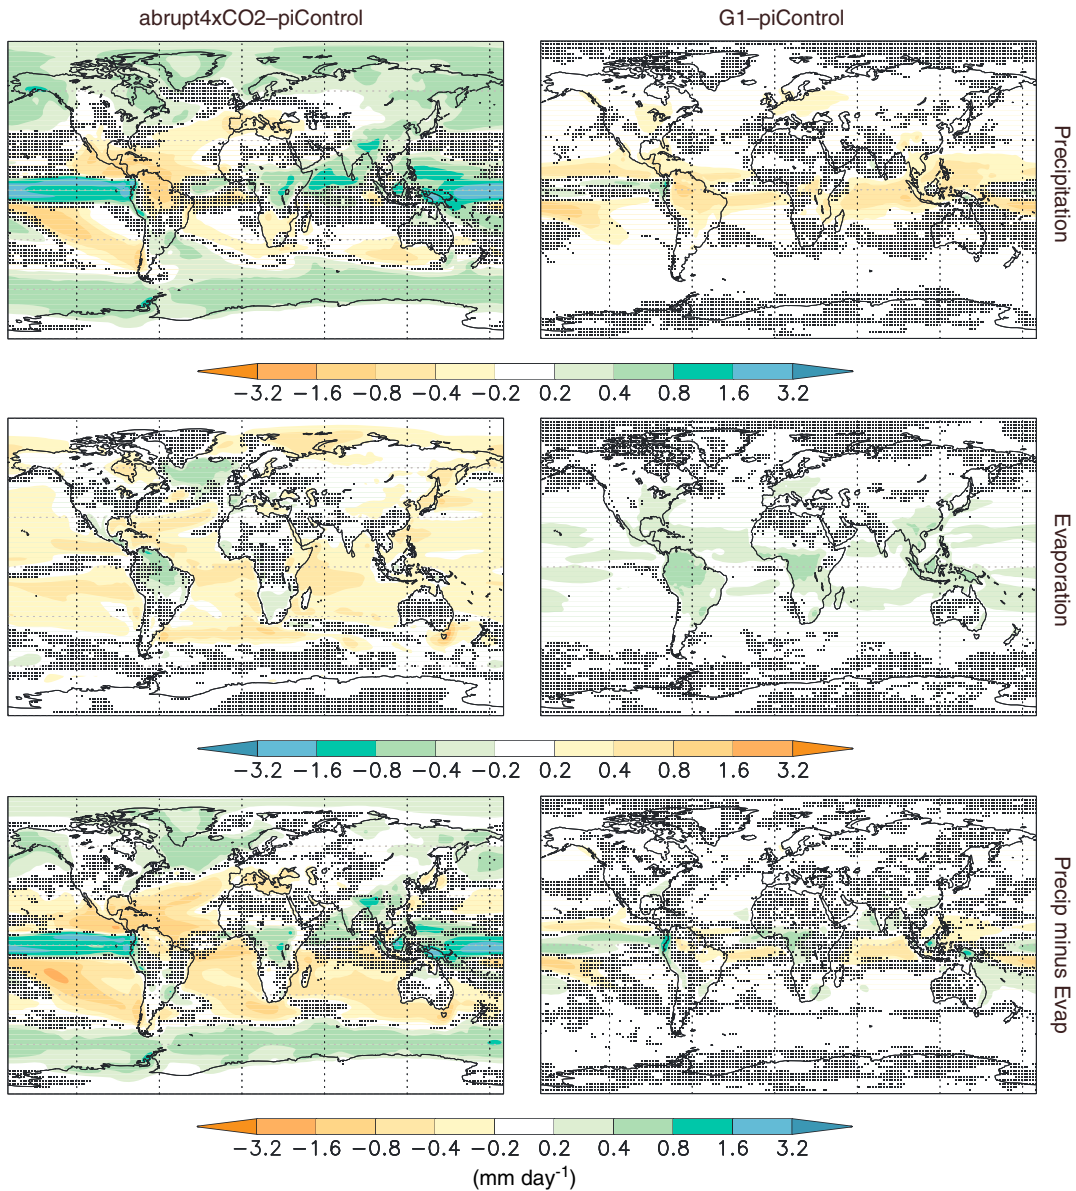 abrupt4xCO2–piControl
G1–piControl
Precipitation
−3.2 −1.6 −0.8 −0.4 −0.2 0.2 0.4 0.8 1.6 3.2
Evaporation
−3.2 −1.6 −0.8 −0.4 −0.2 0.2 0.4 0.8 1.6 3.2
Precip minus Evap
−3.2 −1.6 −0.8 −0.4 −0.2 0.2 0.4 0.8 1.6 3.2
(mm day⁻¹)